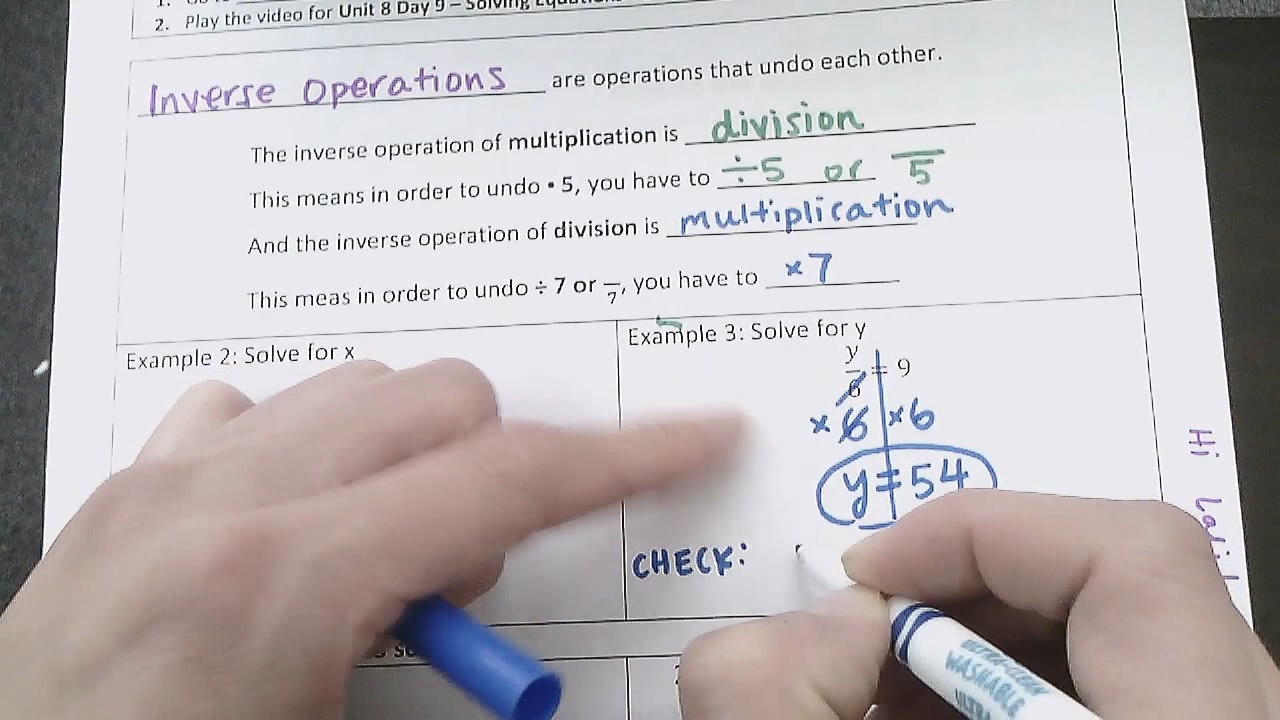 2. Play the video for Unit 8 Day 9 – Solving
Inverse Operations are operations that undo each other.
The inverse operation of multiplication is division
This means in order to undo • 5, you have to ÷5 or — 5
And the inverse operation of division is multiplication
This meas in order to undo ÷ 7 or — 7, you have to ×7
Example 2: Solve for x
Example 3: Solve for y
y/6 = 9
×6 ×6
y = 54
CHECK:
Hi
ULTRA-CLEAN
WASHABLE